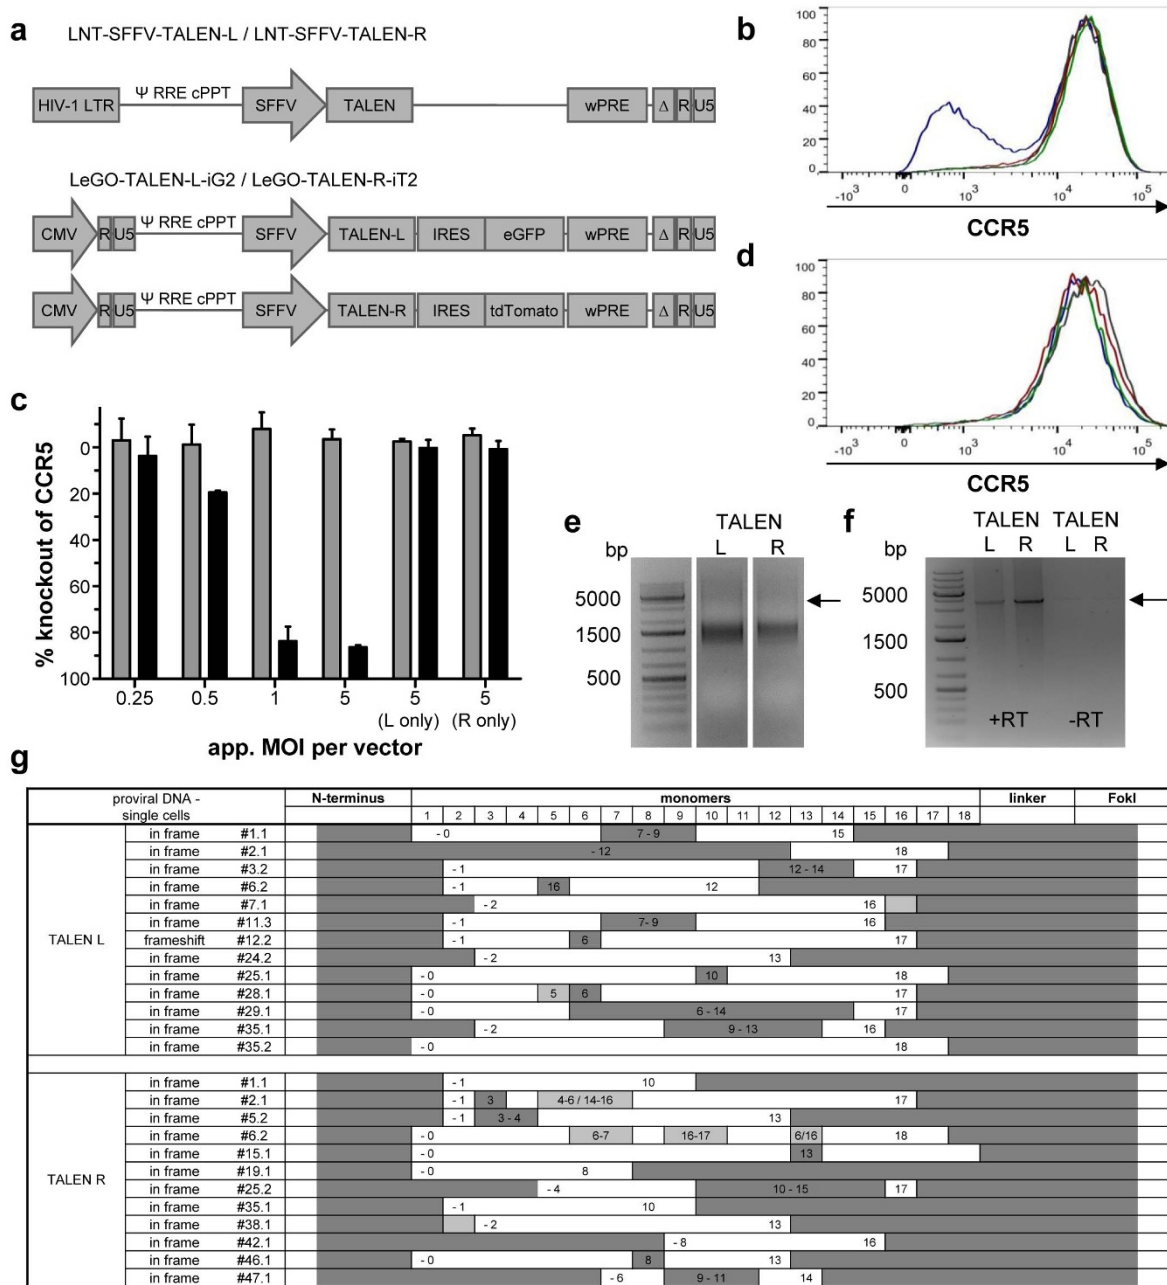 a
LNT-SFFV-TALEN-L / LNT-SFFV-TALEN-R
HIV-1 LTR Ψ RRE cPPT SFFV TALEN wPRE Δ R U5
LeGO-TALEN-L-iG2 / LeGO-TALEN-R-iT2
CMV R U5 Ψ RRE cPPT SFFV TALEN-L IRES eGFP wPRE Δ R U5
CMV R U5 Ψ RRE cPPT SFFV TALEN-R IRES tdTomato wPRE Δ R U5
b
100
80
60
40
20
0
-10³ 0 10³ 10⁴ 10⁵
CCR5
c
% knockout of CCR5
0
20
40
60
80
100
0.25 0.5 1 5 5 5
(L only) (R only)
app. MOI per vector
d
100
80
60
40
20
0
-10³ 0 10³ 10⁴ 10⁵
CCR5
e
TALEN
bp L R
5000
1500
500
f
TALEN TALEN
bp L R L R
5000
1500
500
+RT -RT
g
proviral DNA - single cells N-terminus monomers linker FokI
1 2 3 4 5 6 7 8 9 10 11 12 13 14 15 16 17 18
TALEN L
in frame #1.1 - 0 7 - 9 15
in frame #2.1 - 12 18
in frame #3.2 - 1 12 - 14 17
in frame #6.2 - 1 16 12
in frame #7.1 - 2 16
in frame #11.3 - 1 7- 9 16
frameshift #12.2 - 1 6 17
in frame #24.2 - 2 13
in frame #25.1 - 0 10 18
in frame #28.1 - 0 5 6 17
in frame #29.1 - 0 6 - 14 17
in frame #35.1 - 2 9 - 13 16
in frame #35.2 - 0 18
TALEN R
in frame #1.1 - 1 10
in frame #2.1 - 1 3 4-6 / 14-16 17
in frame #5.2 - 1 3 - 4 13
in frame #6.2 - 0 6-7 16-17 6/16 18
in frame #15.1 - 0 13
in frame #19.1 - 0 8
in frame #25.2 - 4 10 - 15 17
in frame #35.1 - 1 10
in frame #38.1 - 2 13
in frame #42.1 - 8 16
in frame #46.1 - 0 8 13
in frame #47.1 - 6 9 - 11 14